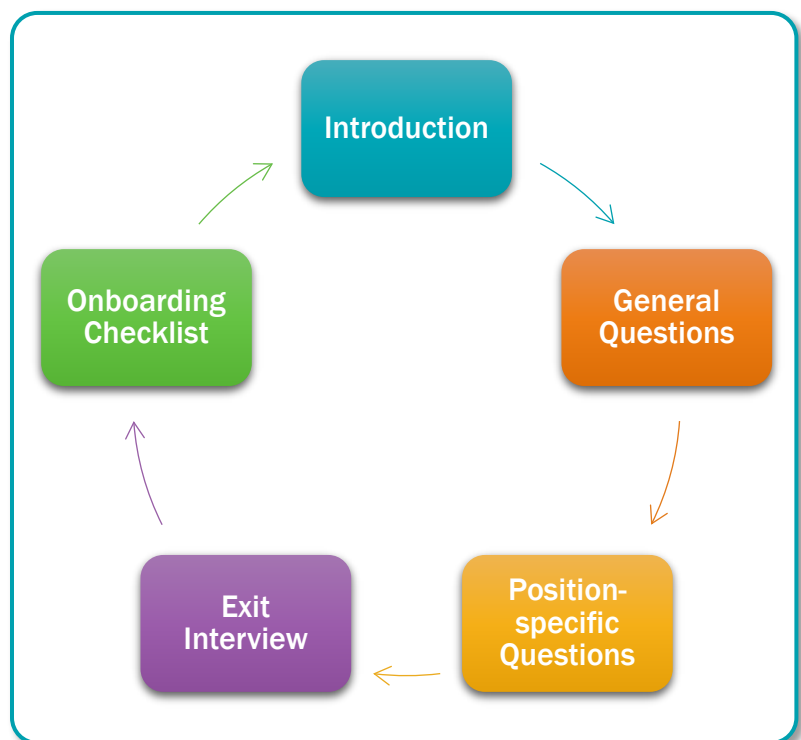 Introduction
General
Questions
Position-
specific
Questions
Exit
Interview
Onboarding
Checklist